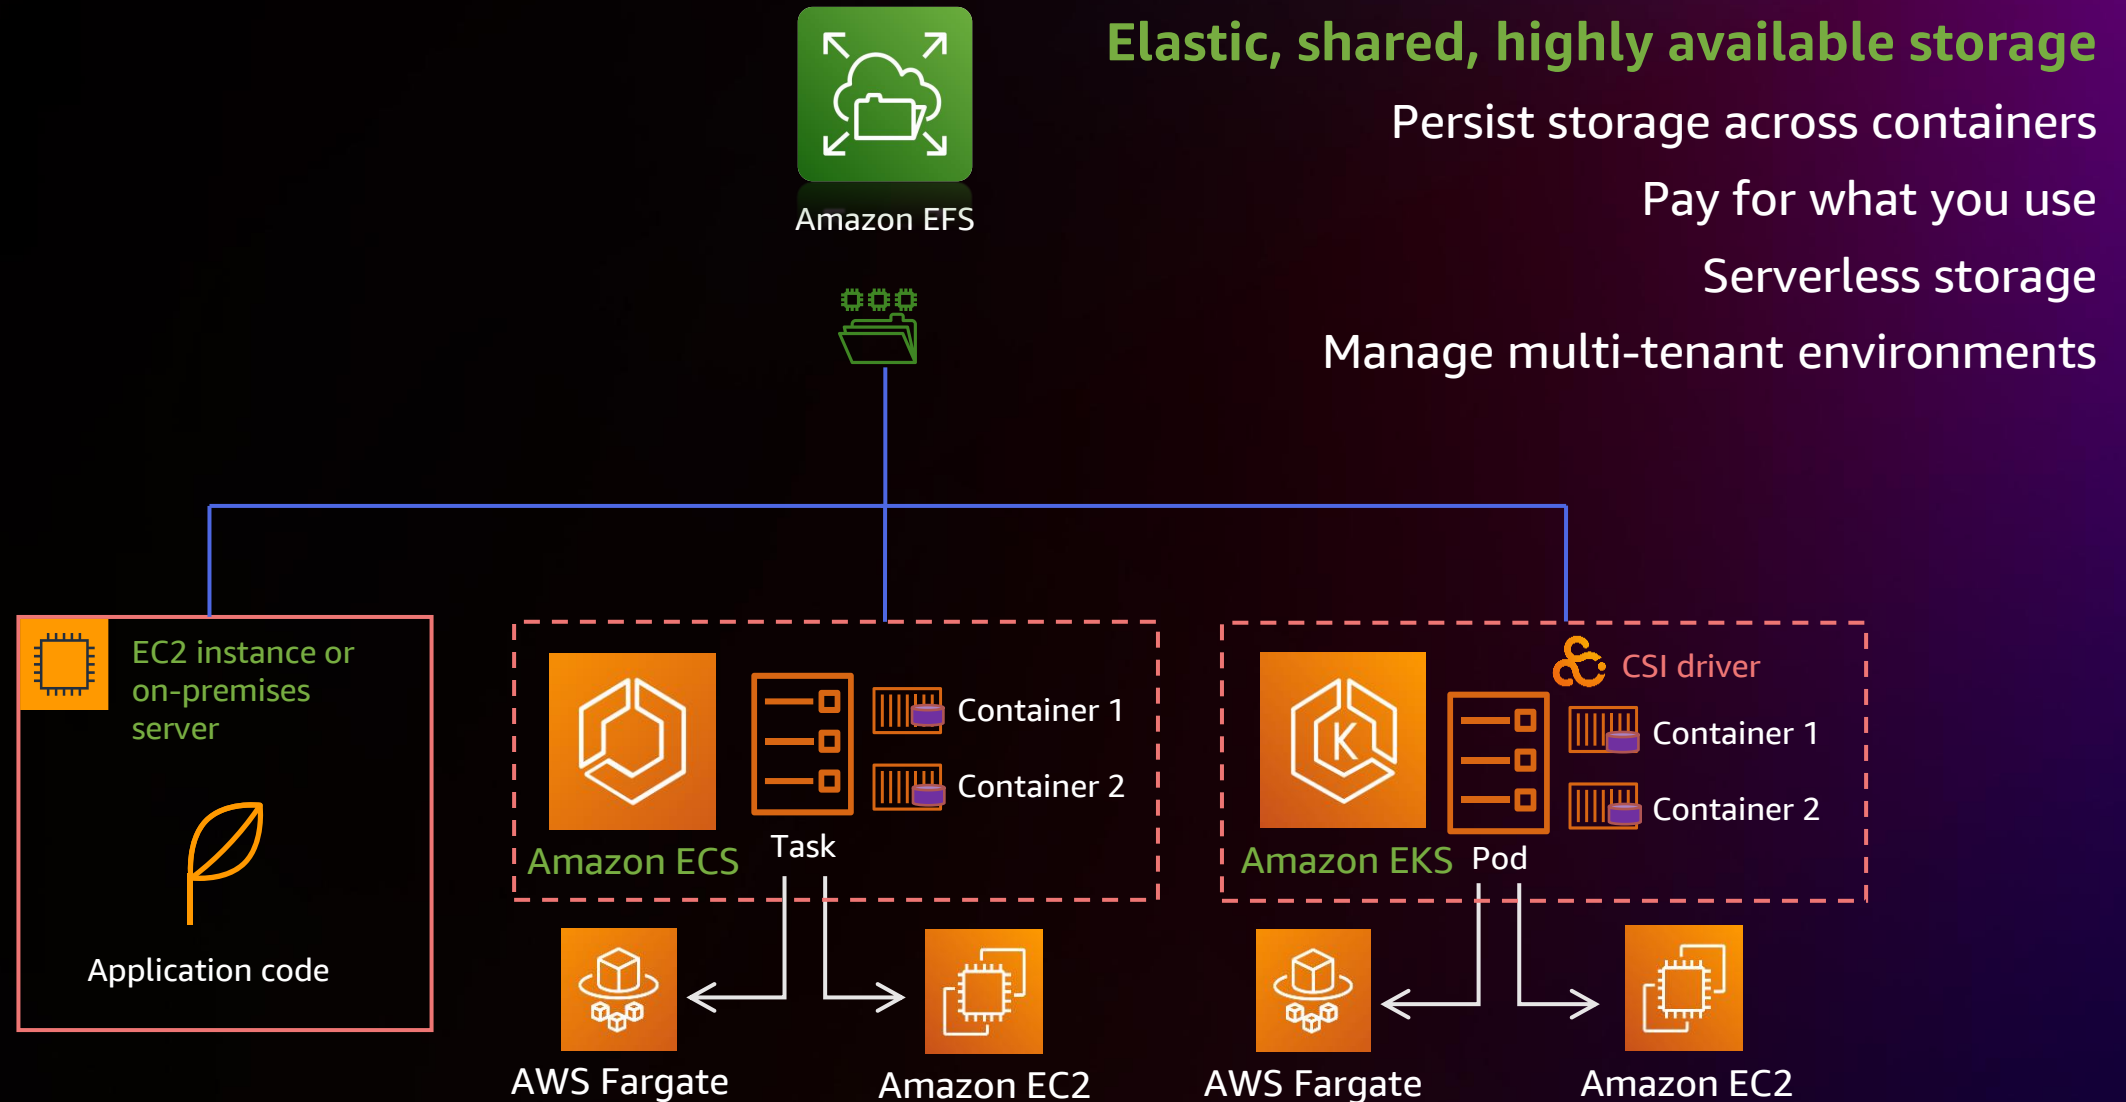 Elastic, shared, highly available storage
Persist storage across containers
Pay for what you use
Serverless storage
Manage multi-tenant environments
Amazon EFS
EC2 instance or
on-premises
server
Application code
Container 1
Container 2
Task
Amazon ECS
AWS Fargate
Amazon EC2
CSI driver
K
Container 1
Container 2
Amazon EKS
Pod
AWS Fargate
Amazon EC2